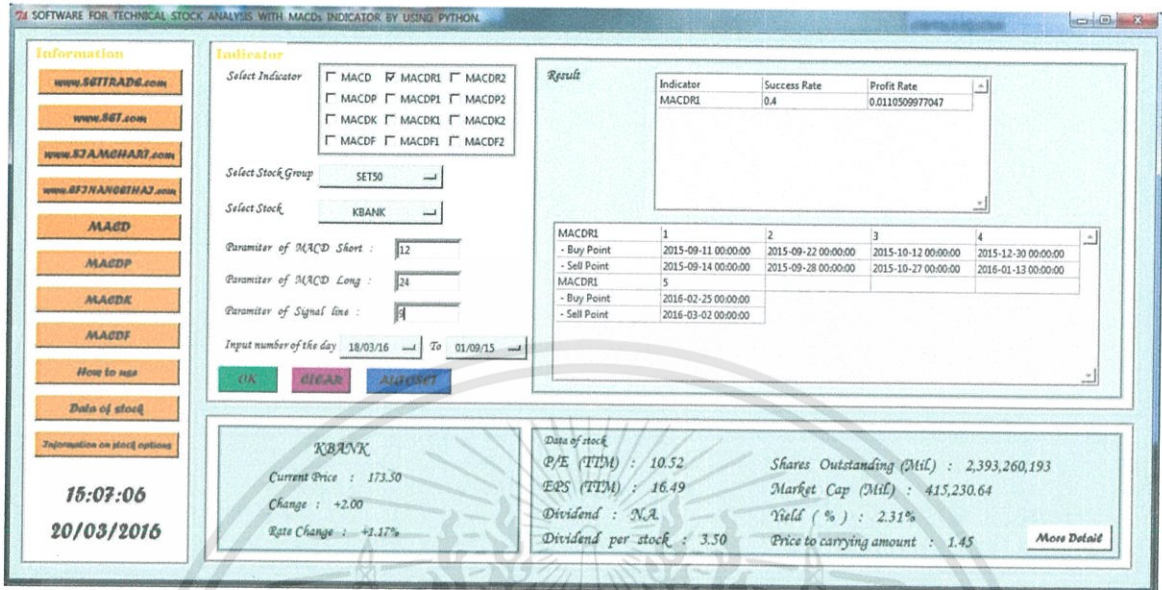 SOFTWARE FOR TECHNICAL STOCK ANALYSIS WITH MACDs INDICATOR BY USING PYTHON.
Information
www.SETTRADE.com
www.SET.com
www.SIAMCHART.com
www.EFINANCETHAI.com
MACD
MACDP
MACDK
MACDF
How to use
Data of stock
Information on stock options
15:07:06
20/03/2016
Indicator
Select Indicator
MACD MACDR1 MACDR2
MACDP MACDP1 MACDP2
MACDK MACDK1 MACDK2
MACDF MACDF1 MACDF2
Select Stock Group SET50
Select Stock KBANK
Paramiter of MACD Short : 12
Paramiter of MACD Long : 24
Paramiter of Signal line : 9
Input number of the day 18/03/16 To 01/09/15
OK CLEAR AUTOSET
Result
Indicator Success Rate Profit Rate
MACDR1 0.4 0.0110509977047
MACDR1 1 2 3 4
- Buy Point 2015-09-11 00:00:00 2015-09-22 00:00:00 2015-10-12 00:00:00 2015-12-30 00:00:00
- Sell Point 2015-09-14 00:00:00 2015-09-28 00:00:00 2015-10-27 00:00:00 2016-01-13 00:00:00
MACDR1 5
- Buy Point 2016-02-25 00:00:00
- Sell Point 2016-03-02 00:00:00
KBANK
Current Price : 173.50
Change : +2.00
Rate Change : +1.17%
Data of stock
P/E (TTM) : 10.52
EPS (TTM) : 16.49
Dividend : N.A.
Dividend per stock : 3.50
Shares Outstanding (Mil.) : 2,393,260,193
Market Cap (Mil.) : 415,230.64
Yield ( % ) : 2.31%
Price to carrying amount : 1.45
More Detail